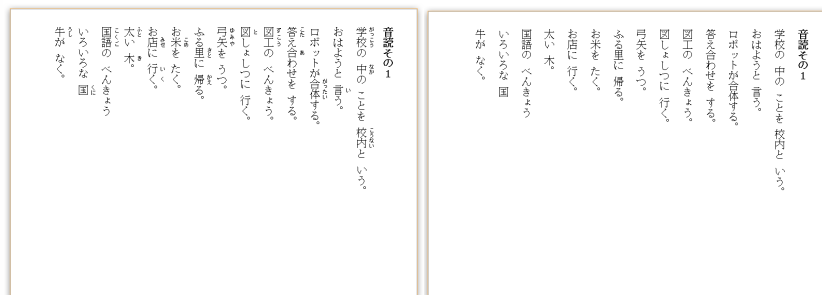 音読その1
学校の 中の ことを 校内と いう。
おはようと 言う。
ロボットが合体する。
答え合わせを する。
図工の べんきょう。
図しょしつに 行く。
弓矢を うつ。
ふる里に 帰る。
お米を たく。
お店に 行く。
太い 木。
国語の べんきょう
いろいろな 国
牛が なく。
音読その1
学校の 中の ことを 校内と いう。
おはようと 言う。
ロボットが合体する。
答え合わせを する。
図工の べんきょう。
図しょしつに 行く。
弓矢を うつ。
ふる里に 帰る。
お米を たく。
お店に 行く。
太い 木。
国語の べんきょう
いろいろな 国
牛が なく。